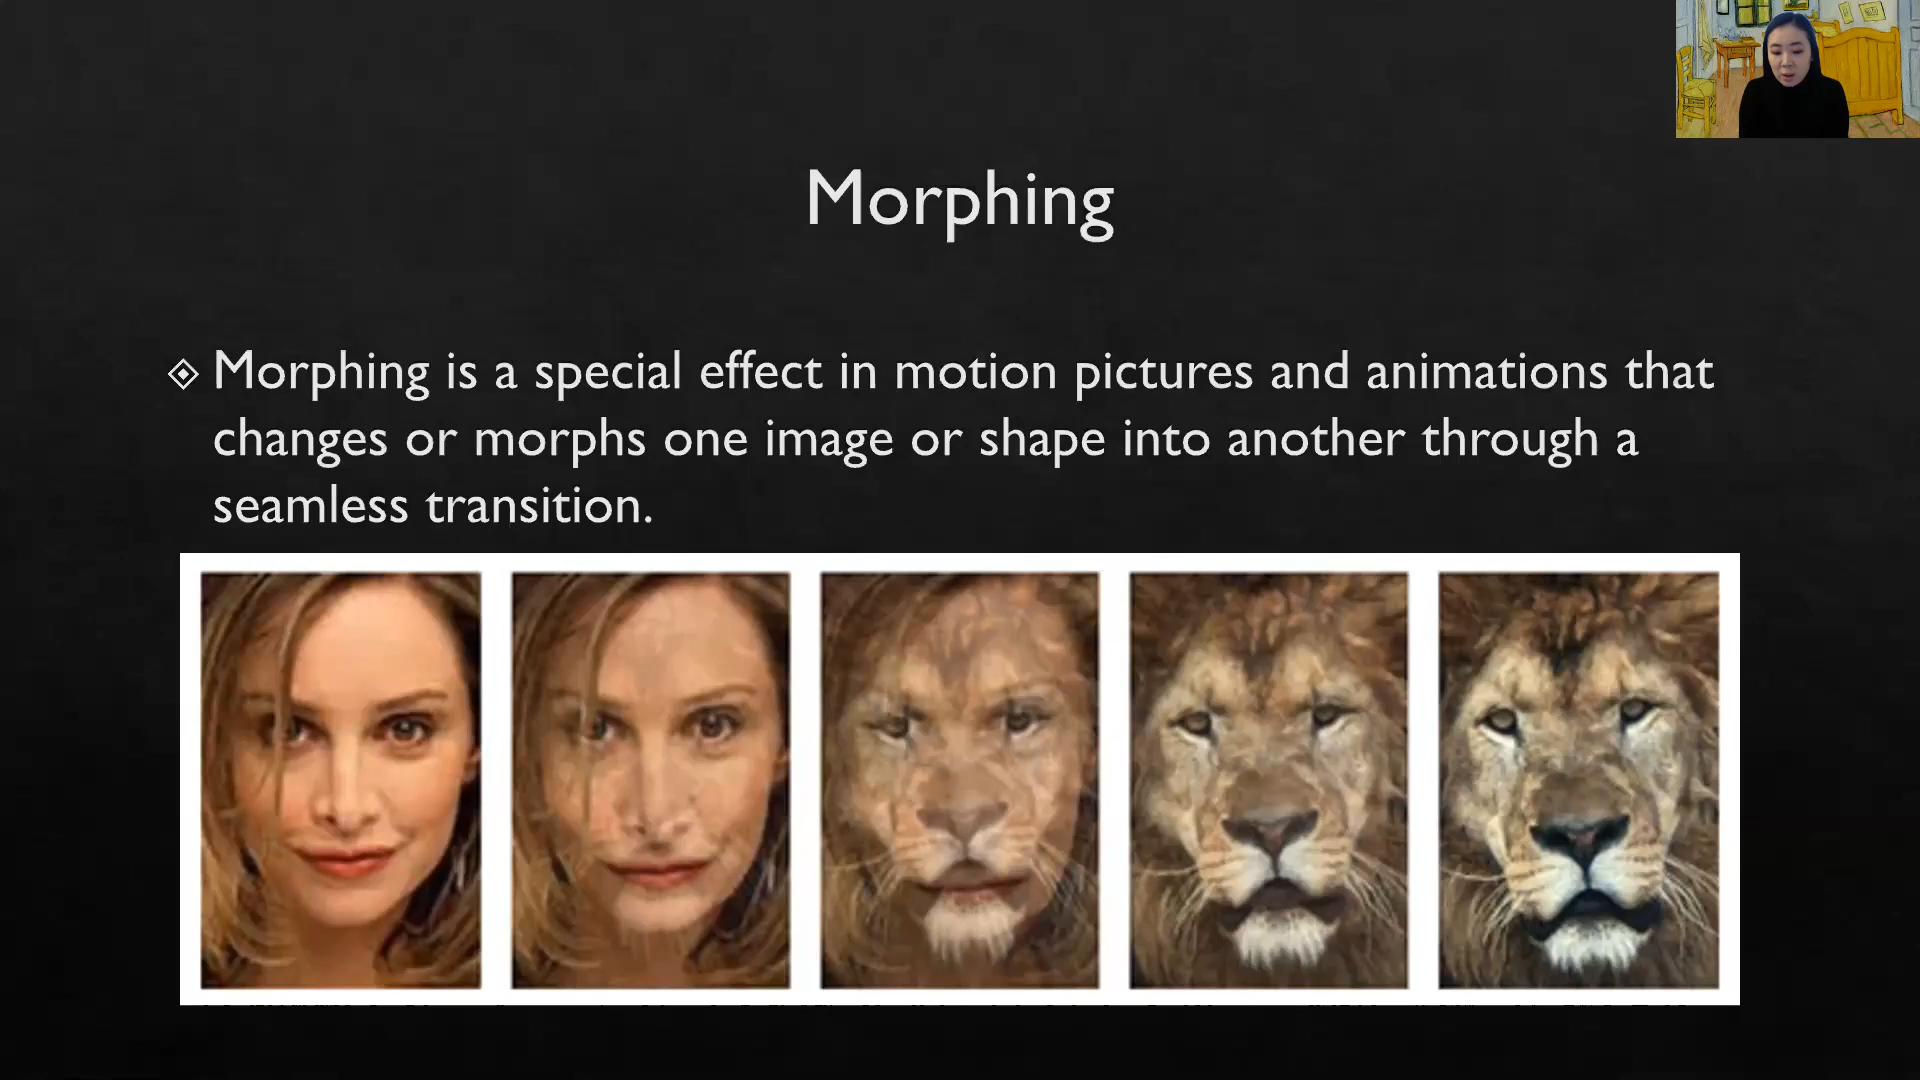 Morphing
Morphing is a special effect in motion pictures and animations that
changes or morphs one image or shape into another through a
seamless transition.